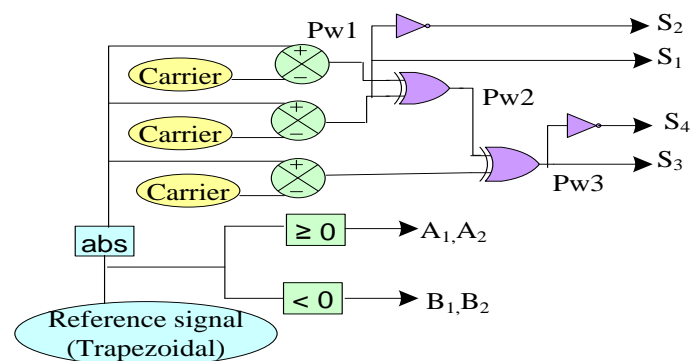 Pw1
S₂
+
−
Carrier
S₁
+
−
Carrier
Pw2
S₄
+
−
Carrier
S₃
Pw3
abs
≥ 0
A₁,A₂
< 0
B₁,B₂
Reference signal
(Trapezoidal)